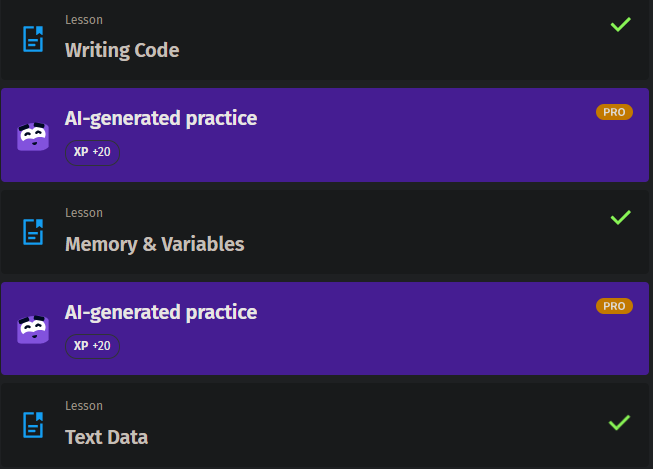 Lesson
Writing Code
AI-generated practice
PRO
XP +20
Lesson
Memory & Variables
AI-generated practice
PRO
XP +20
Lesson
Text Data